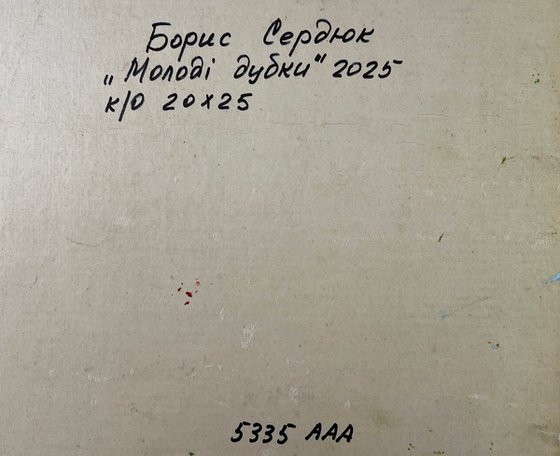 Борис Сердюк
„Молоді дубки" 2025
к/о 20х25
5335 ААА